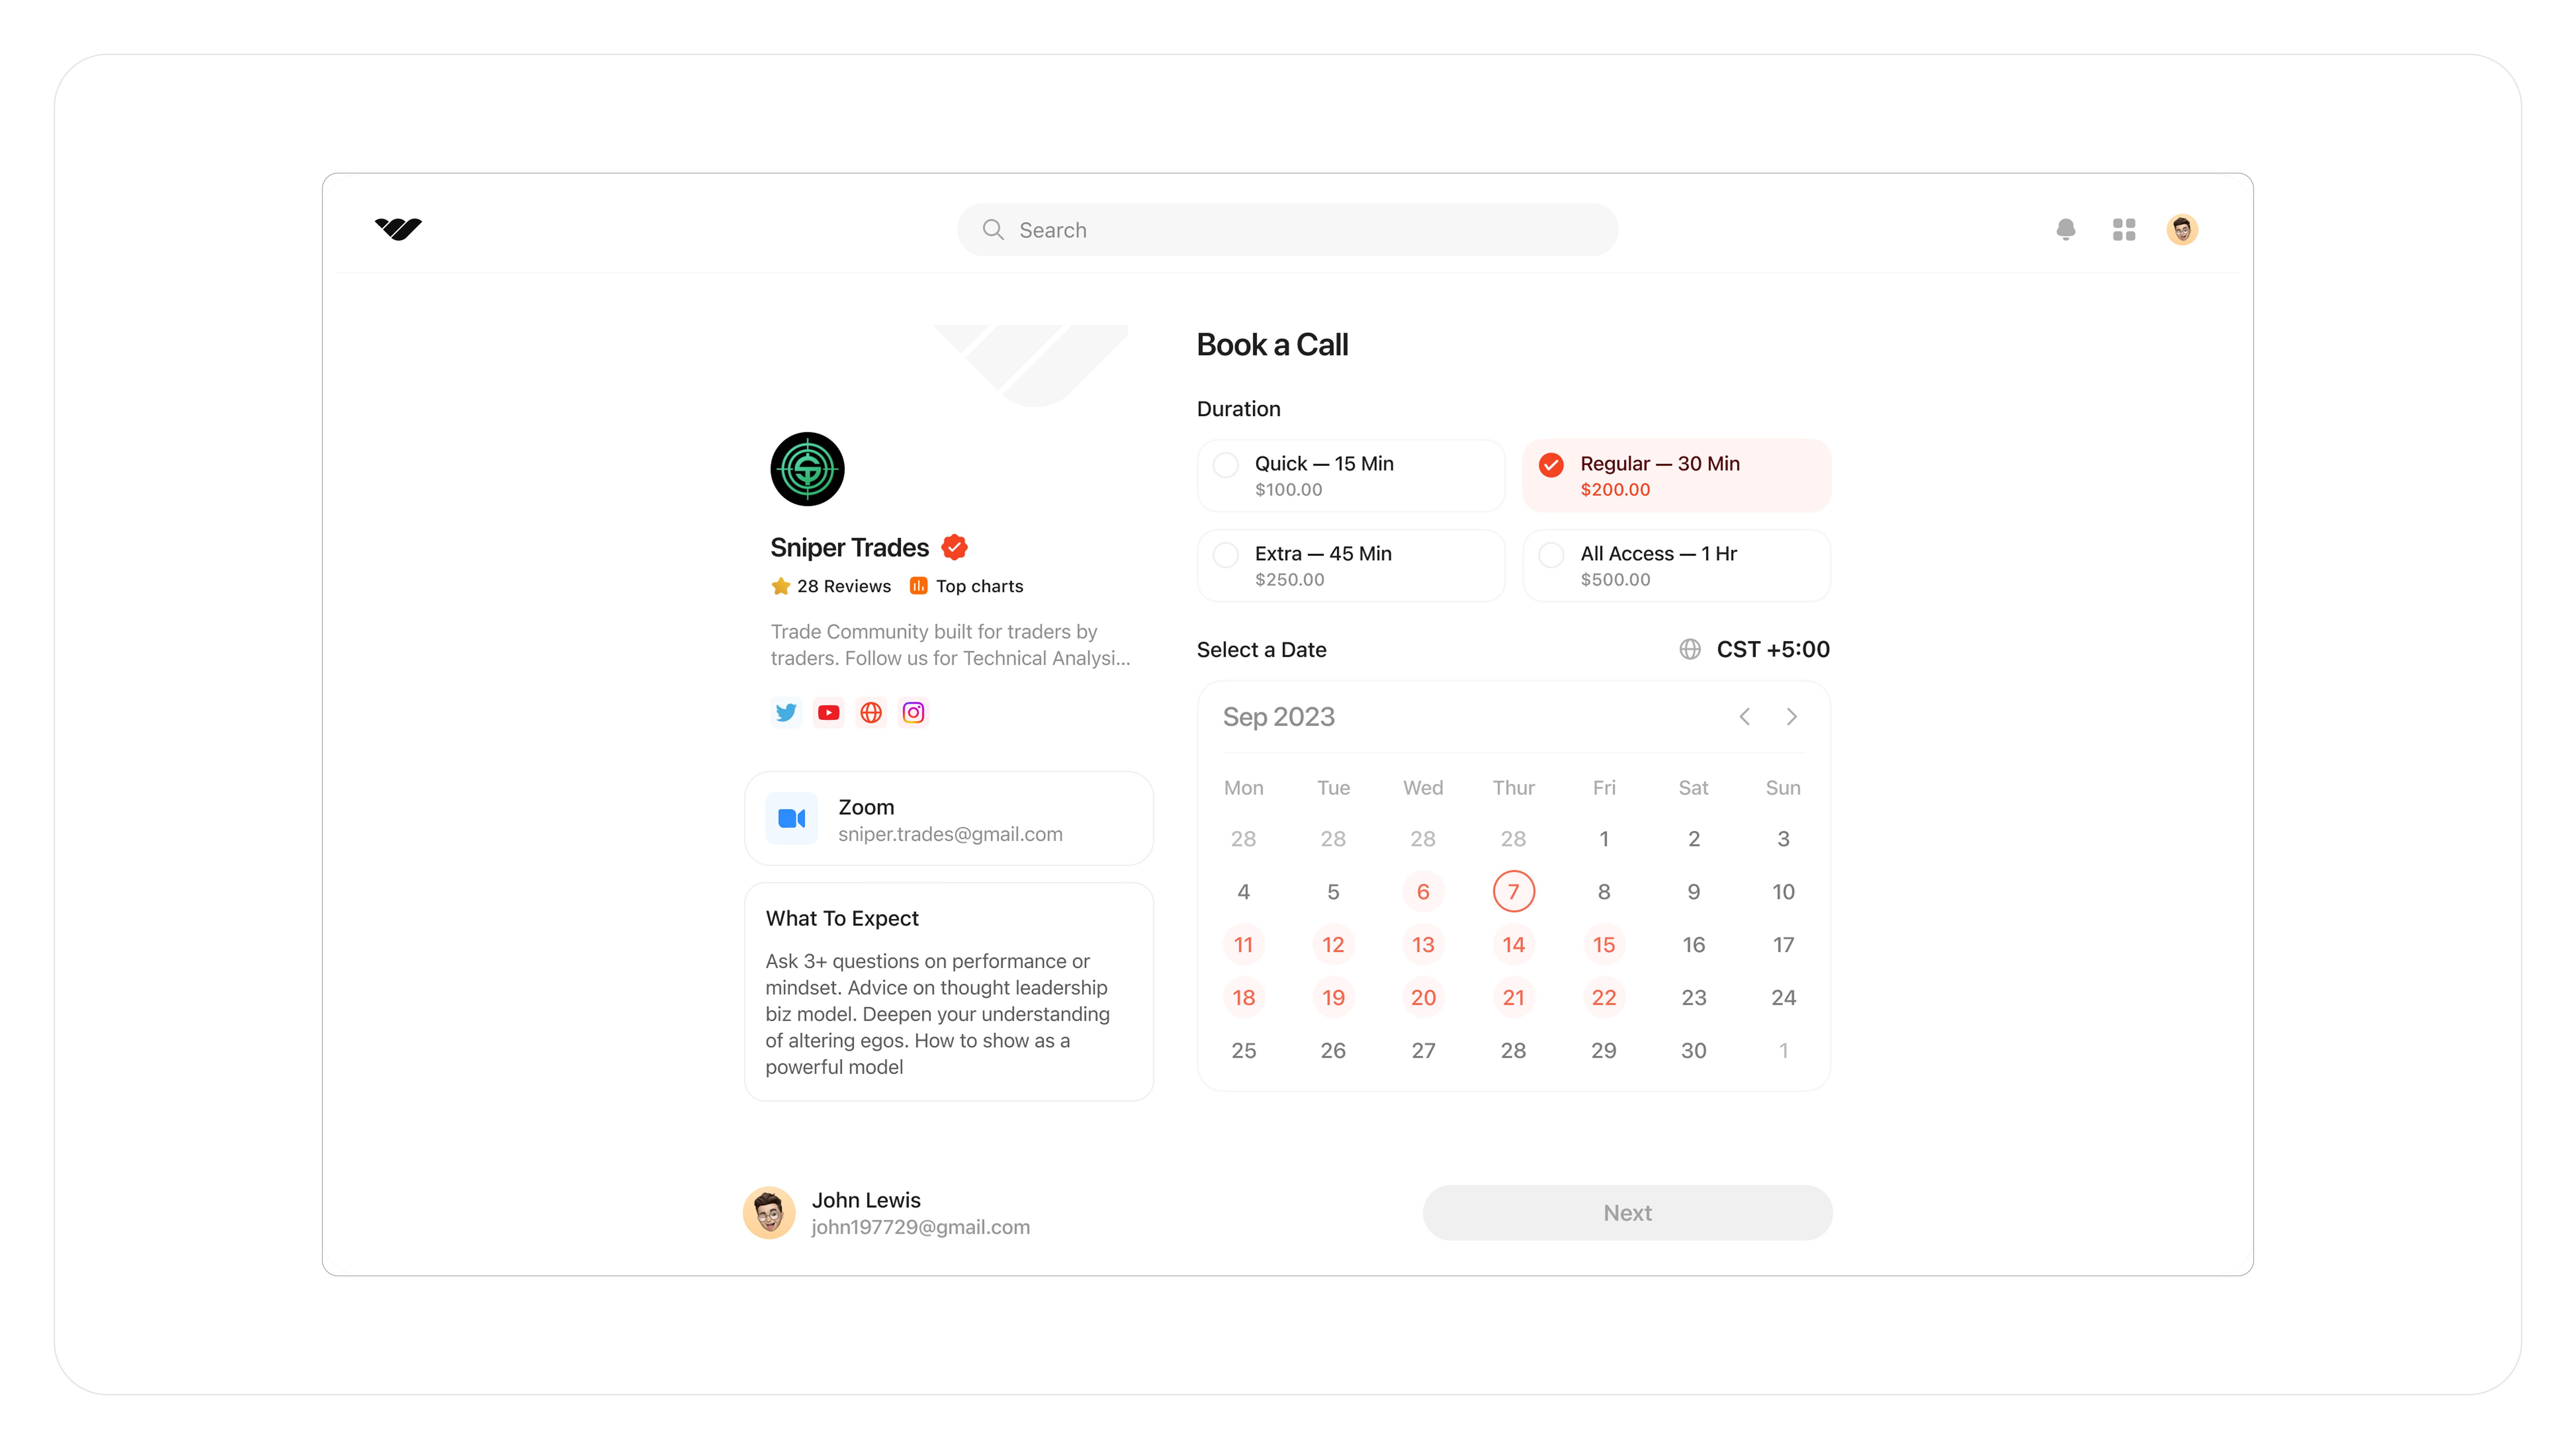 Search
Sniper Trades
28 Reviews Top charts
Trade Community built for traders by
traders. Follow us for Technical Analysi...
Zoom
sniper.trades@gmail.com
What To Expect
Ask 3+ questions on performance or
mindset. Advice on thought leadership
biz model. Deepen your understanding
of altering egos. How to show as a
powerful model
Book a Call
Duration
Quick — 15 Min
$100.00
Regular — 30 Min
$200.00
Extra — 45 Min
$250.00
All Access — 1 Hr
$500.00
Select a Date CST +5:00
Sep 2023
Mon Tue Wed Thur Fri Sat Sun
28 28 28 28 1 2 3
4 5 6 7 8 9 10
11 12 13 14 15 16 17
18 19 20 21 22 23 24
25 26 27 28 29 30 1
John Lewis
john197729@gmail.com
Next